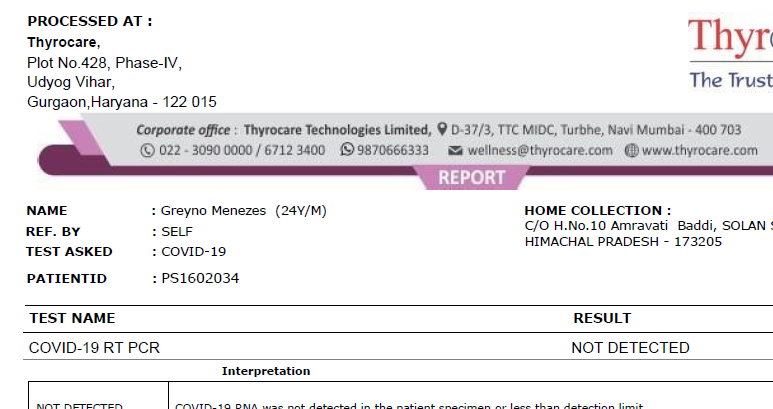 PROCESSED AT :
Thyrocare,
Plot No.428, Phase-IV,
Udyog Vihar,
Gurgaon,Haryana - 122 015
The Trust
Corporate office : Thyrocare Technologies Limited, D-37/3, TTC MIDC, Turbhe, Navi Mumbai - 400 703
022 - 3090 0000 / 6712 3400 9870666333 wellness@thyrocare.com www.thyrocare.com
REPORT
NAME : Greyno Menezes (24Y/M)
REF. BY : SELF
TEST ASKED : COVID-19
PATIENTID : PS1602034
HOME COLLECTION :
C/O H.No.10 Amravati Baddi, SOLAN
HIMACHAL PRADESH - 173205
TEST NAME RESULT
COVID-19 RT PCR NOT DETECTED
Interpretation
NOT DETECTED COVID-19 RNA was not detected in the patient specimen or less than detection limit